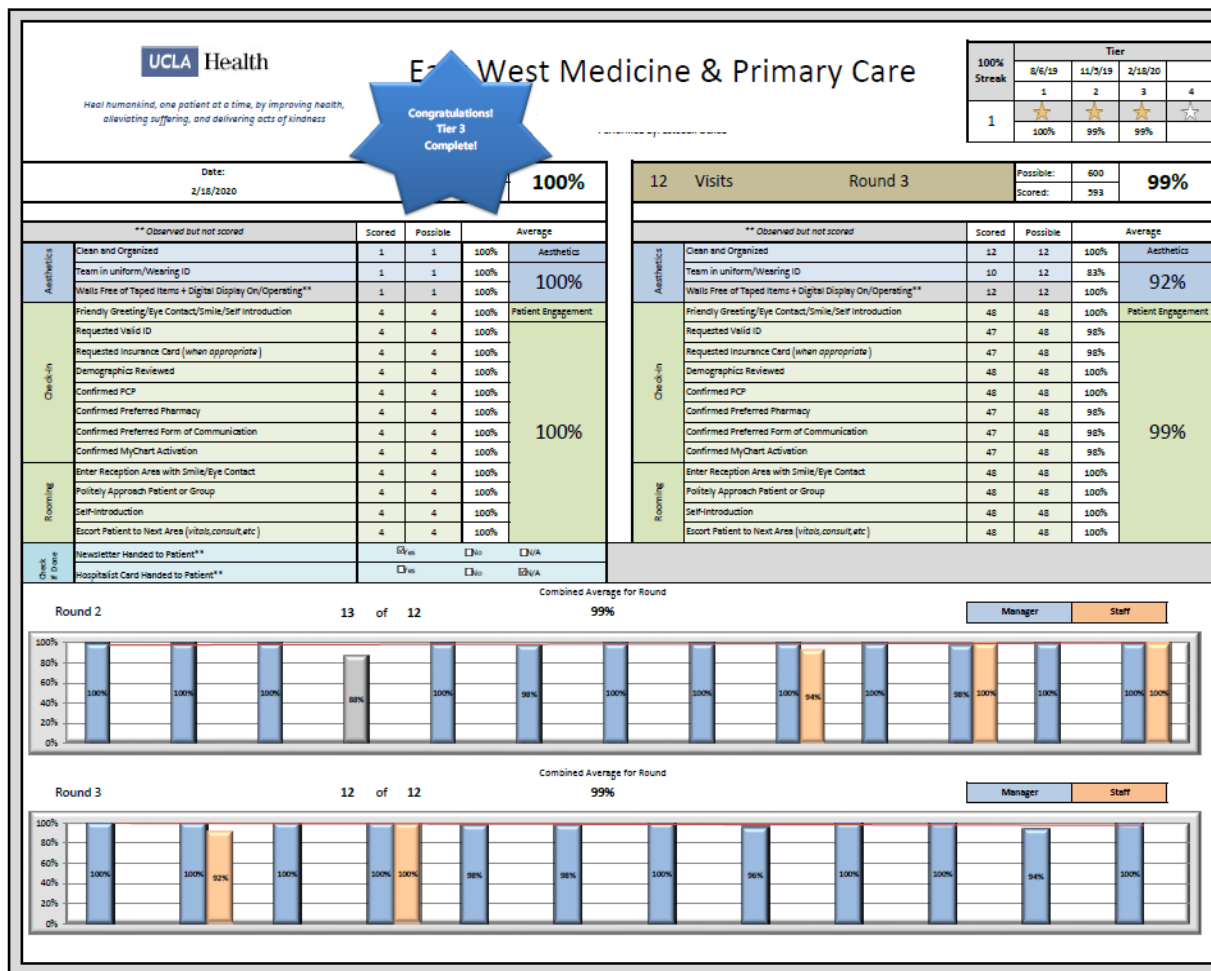 UCLA Health
Heal humankind, one patient at a time, by improving health,
alleviating suffering, and delivering acts of kindness
West Medicine & Primary Care
Congratulations!
Tier 3
Complete!
100% Streak Tier
8/6/19 11/5/19 2/18/20
1 2 3 4
1
100% 99% 99%
Date:
2/18/2020
100%
12 Visits Round 3
Possible: 600
Scored: 593
99%
** Observed but not scored Scored Possible Average
Aesthetics
Clean and Organized 1 1 100% Aesthetics
Team in uniform/Wearing ID 1 1 100% 100%
Walls Free of Taped Items + Digital Display On/Operating** 1 1 100%
Check-in
Friendly Greeting/Eye Contact/Smile/Self Introduction 4 4 100% Patient Engagement
Requested Valid ID 4 4 100%
Requested Insurance Card (when appropriate) 4 4 100%
Demographics Reviewed 4 4 100%
Confirmed PCP 4 4 100%
Confirmed Preferred Pharmacy 4 4 100%
Confirmed Preferred Form of Communication 4 4 100% 100%
Confirmed MyChart Activation 4 4 100%
Rooming
Enter Reception Area with Smile/Eye Contact 4 4 100%
Politely Approach Patient or Group 4 4 100%
Self-Introduction 4 4 100%
Escort Patient to Next Area (vitals,consult,etc) 4 4 100%
Check If Done
Newsletter Handed to Patient** Yes No N/A
Hospitalist Card Handed to Patient** Yes No N/A
** Observed but not scored Scored Possible Average
Aesthetics
Clean and Organized 12 12 100% Aesthetics
Team in uniform/Wearing ID 10 12 83% 92%
Walls Free of Taped Items + Digital Display On/Operating** 12 12 100%
Check-in
Friendly Greeting/Eye Contact/Smile/Self Introduction 48 48 100% Patient Engagement
Requested Valid ID 47 48 98%
Requested Insurance Card (when appropriate) 47 48 98%
Demographics Reviewed 48 48 100%
Confirmed PCP 48 48 100%
Confirmed Preferred Pharmacy 47 48 98%
Confirmed Preferred Form of Communication 47 48 98% 99%
Confirmed MyChart Activation 47 48 98%
Rooming
Enter Reception Area with Smile/Eye Contact 48 48 100%
Politely Approach Patient or Group 48 48 100%
Self-Introduction 48 48 100%
Escort Patient to Next Area (vitals,consult,etc) 48 48 100%
Combined Average for Round
Round 2 13 of 12 99% Manager Staff
100%
80%
60%
40%
20%
0%
100% 100% 100% 88% 100% 98% 100% 100% 100% 94% 100% 98% 100% 100% 100% 100%
Combined Average for Round
Round 3 12 of 12 99% Manager Staff
100%
80%
60%
40%
20%
0%
100% 100% 92% 100% 100% 100% 98% 98% 100% 96% 100% 100% 94% 100%